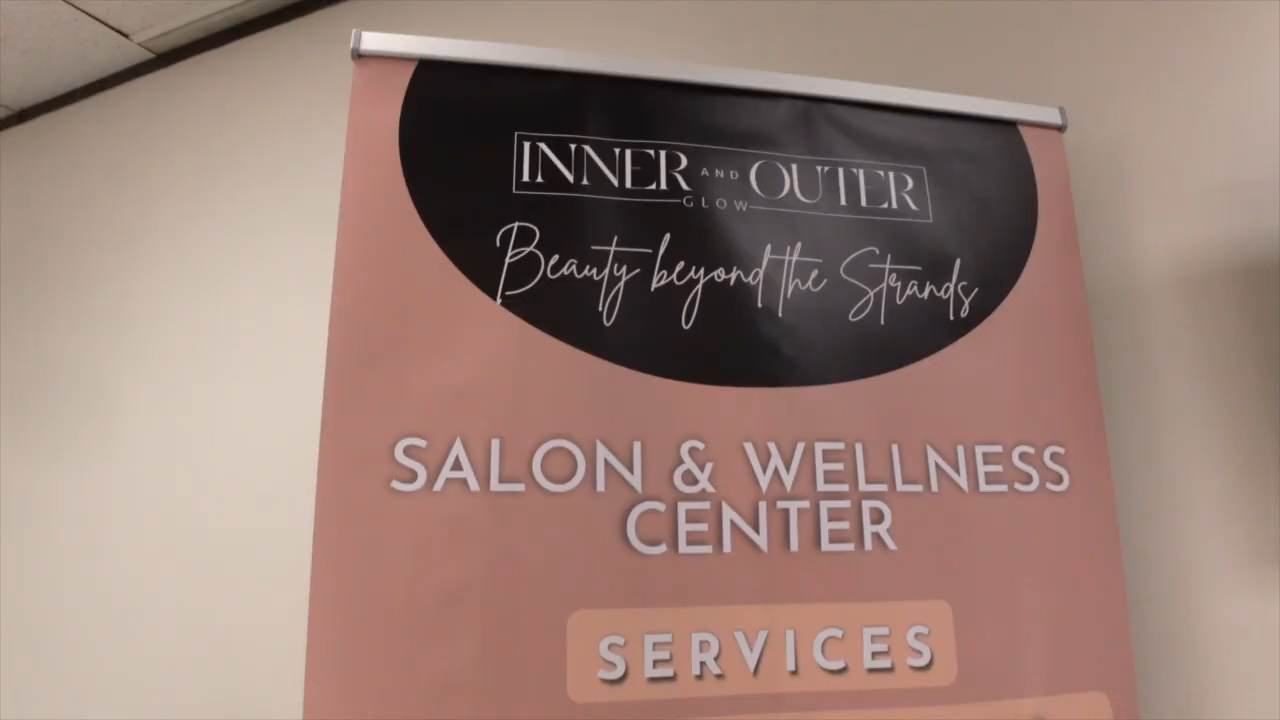 INNER AND OUTER
GLOW
Beauty beyond the Strands
SALON & WELLNESS
CENTER
SERVICES